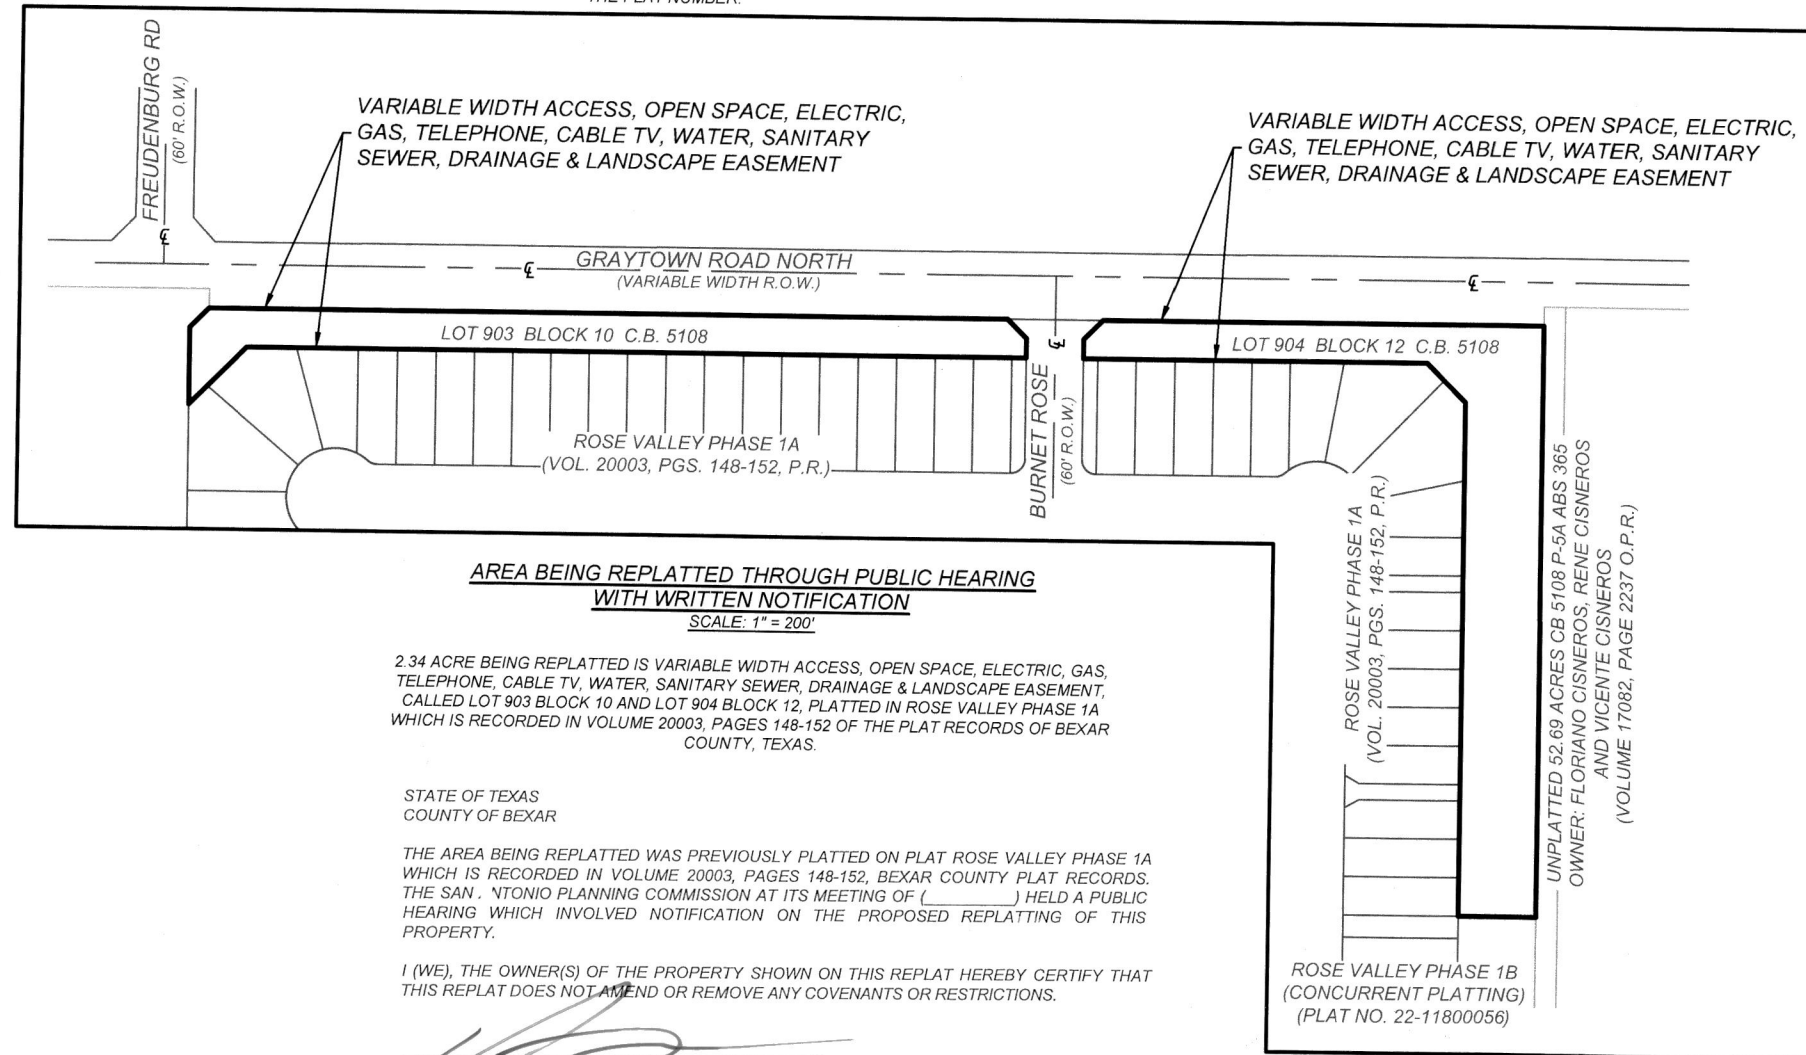 THE PLAT NUMBER.
FREUDENBURG RD
(60' R.O.W.)
VARIABLE WIDTH ACCESS, OPEN SPACE, ELECTRIC,
GAS, TELEPHONE, CABLE TV, WATER, SANITARY
SEWER, DRAINAGE & LANDSCAPE EASEMENT
VARIABLE WIDTH ACCESS, OPEN SPACE, ELECTRIC,
GAS, TELEPHONE, CABLE TV, WATER, SANITARY
SEWER, DRAINAGE & LANDSCAPE EASEMENT
GRAYTOWN ROAD NORTH
(VARIABLE WIDTH R.O.W.)
LOT 903 BLOCK 10 C.B. 5108
LOT 904 BLOCK 12 C.B. 5108
BURNET ROSE
(60' R.O.W.)
ROSE VALLEY PHASE 1A
(VOL. 20003, PGS. 148-152, P.R.)
ROSE VALLEY PHASE 1A
(VOL. 20003, PGS. 148-152, P.R.)
UNPLATTED 52.69 ACRES CB 5108 P-5A ABS 365
OWNER: FLORIANO CISNEROS, RENE CISNEROS
AND VICENTE CISNEROS
(VOLUME 17082, PAGE 2237 O.P.R.)
ROSE VALLEY PHASE 1B
(CONCURRENT PLATTING)
(PLAT NO. 22-11800056)
AREA BEING REPLATTED THROUGH PUBLIC HEARING
WITH WRITTEN NOTIFICATION
SCALE: 1" = 200'
2.34 ACRE BEING REPLATTED IS VARIABLE WIDTH ACCESS, OPEN SPACE, ELECTRIC, GAS,
TELEPHONE, CABLE TV, WATER, SANITARY SEWER, DRAINAGE & LANDSCAPE EASEMENT,
CALLED LOT 903 BLOCK 10 AND LOT 904 BLOCK 12, PLATTED IN ROSE VALLEY PHASE 1A
WHICH IS RECORDED IN VOLUME 20003, PAGES 148-152 OF THE PLAT RECORDS OF BEXAR
COUNTY, TEXAS.
STATE OF TEXAS
COUNTY OF BEXAR
THE AREA BEING REPLATTED WAS PREVIOUSLY PLATTED ON PLAT ROSE VALLEY PHASE 1A
WHICH IS RECORDED IN VOLUME 20003, PAGES 148-152, BEXAR COUNTY PLAT RECORDS.
THE SAN . NTONIO PLANNING COMMISSION AT ITS MEETING OF (__________) HELD A PUBLIC
HEARING WHICH INVOLVED NOTIFICATION ON THE PROPOSED REPLATTING OF THIS
PROPERTY.
I (WE), THE OWNER(S) OF THE PROPERTY SHOWN ON THIS REPLAT HEREBY CERTIFY THAT
THIS REPLAT DOES NOT AMEND OR REMOVE ANY COVENANTS OR RESTRICTIONS.